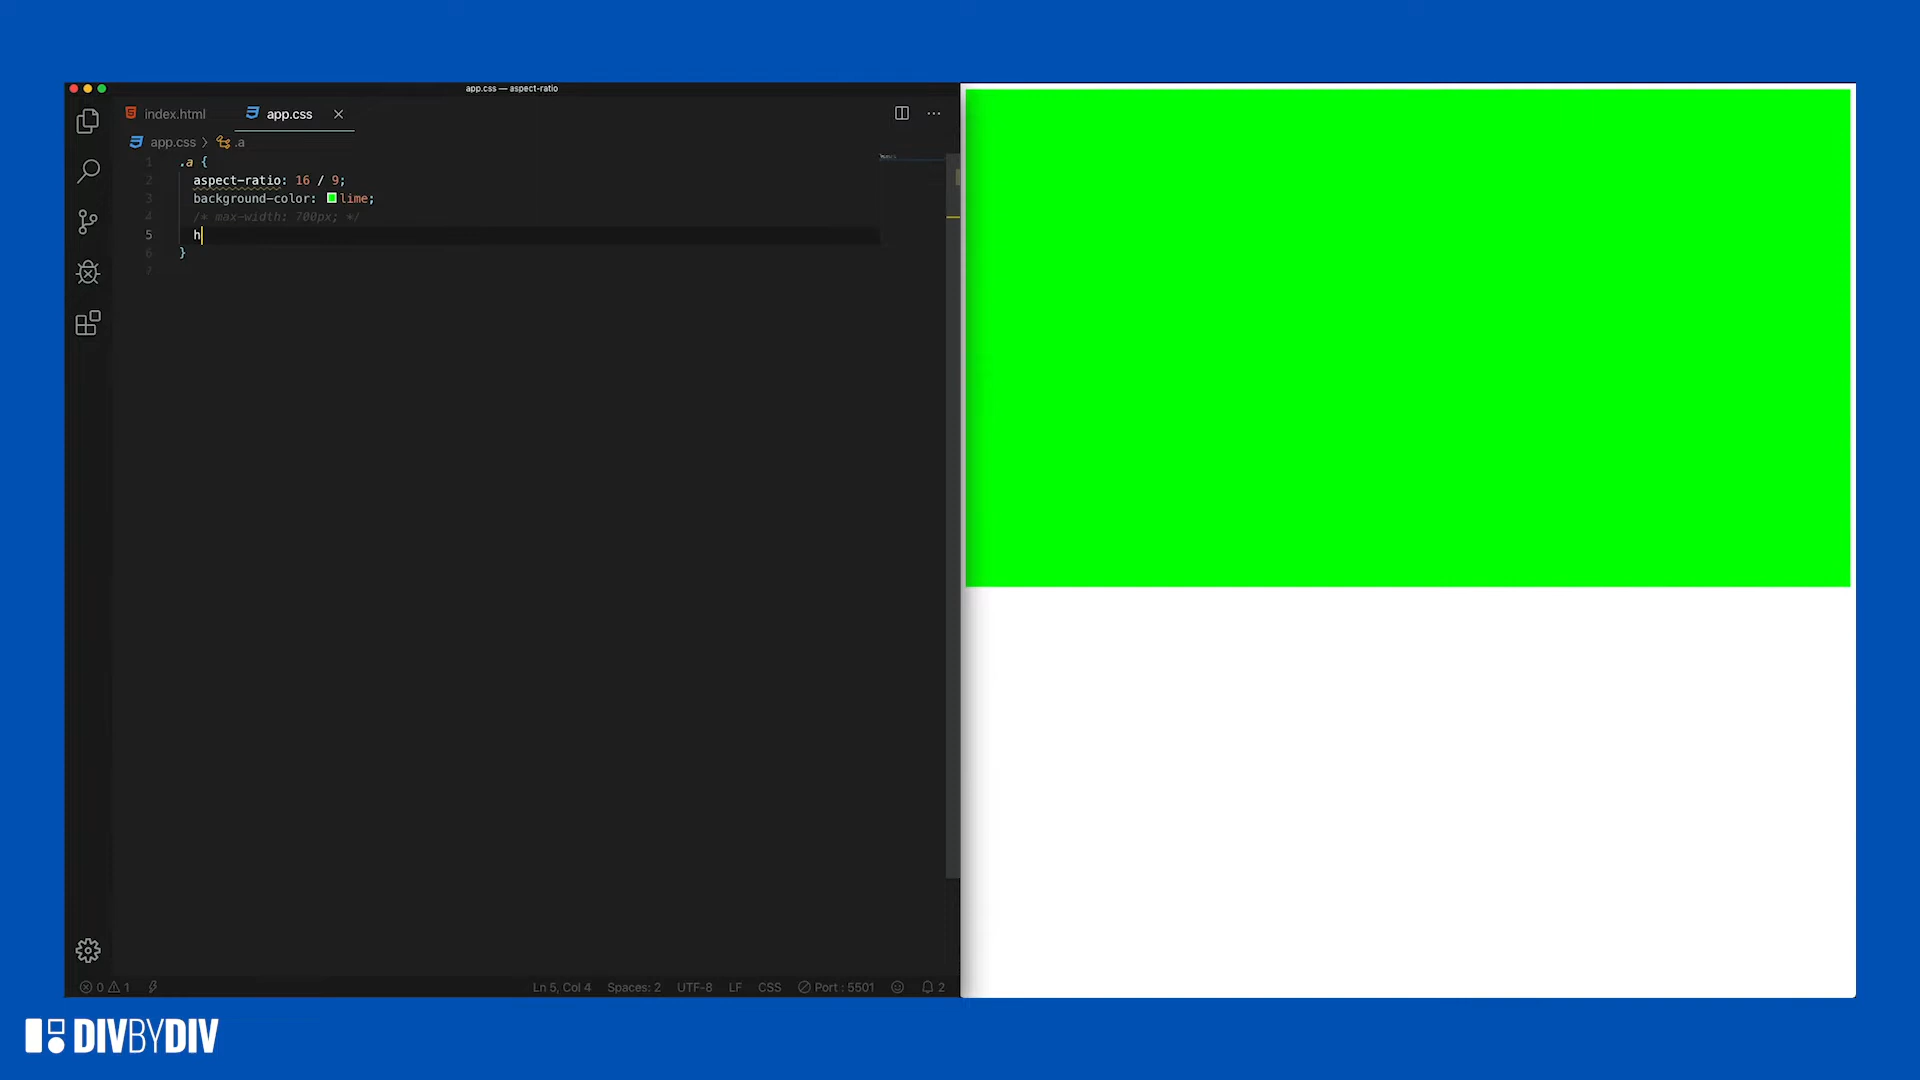 app.css — aspect-ratio
index.html
app.css
app.css > .a
1 .a {
2 aspect-ratio: 16 / 9;
3 background-color: lime;
4 /* max-width: 700px; */
5 h
6 }
7
0 1 Ln 5, Col 4 Spaces: 2 UTF-8 LF CSS Port : 5501 2
DIVBYDIV